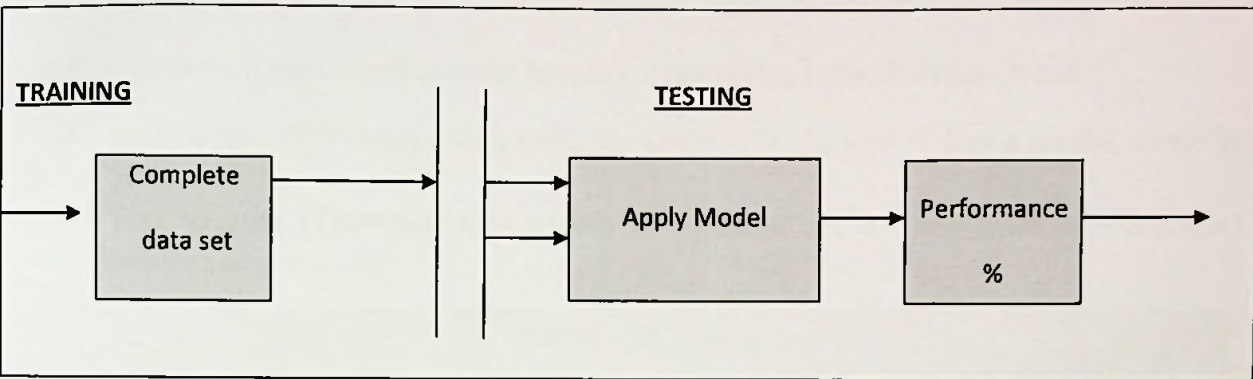 TRAINING
TESTING
Complete
data set
Apply Model
Performance
%